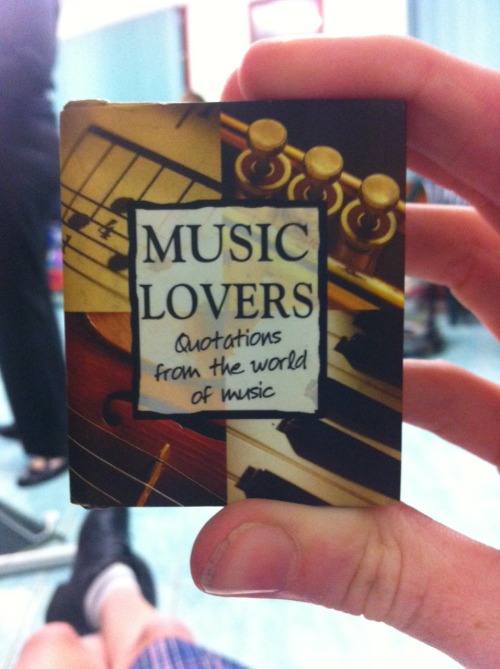 MUSIC
LOVERS
Quotations
from the world
of music